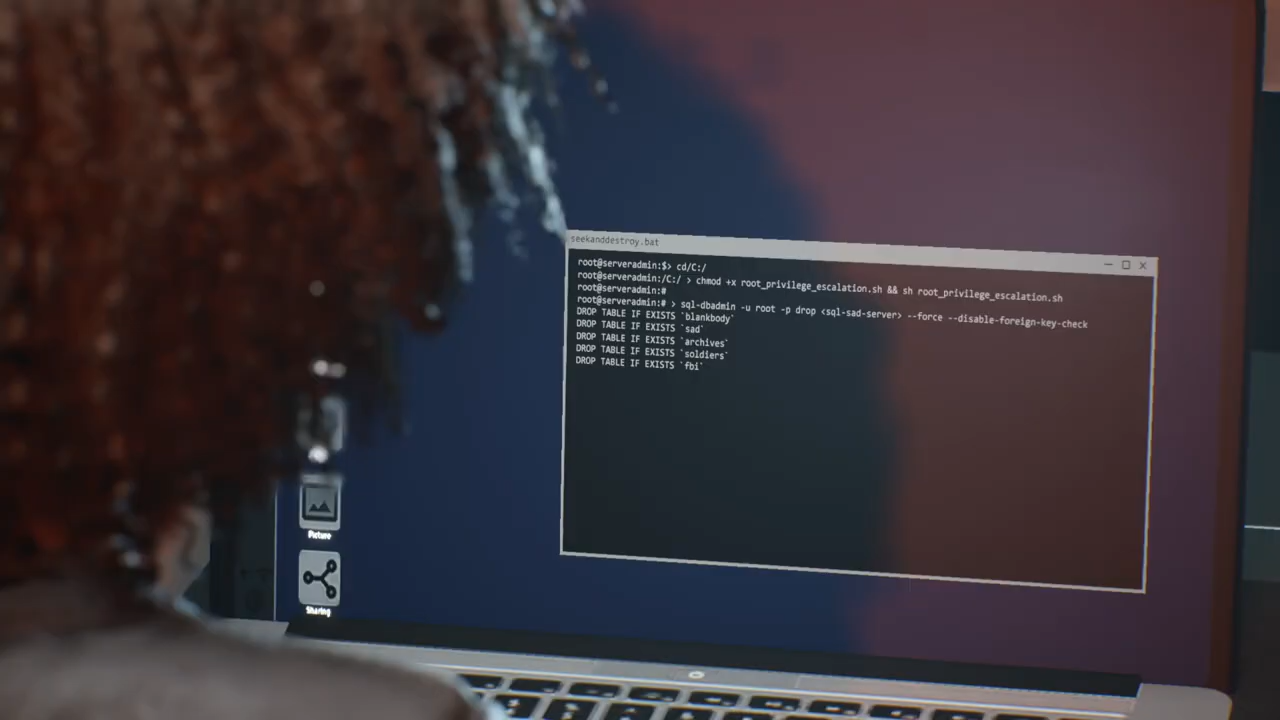 seekanddestroy.bat
root@serveradmin:$> cd/C:/
root@serveradmin:/C:/ > chmod +x root_privilege_escalation.sh && sh root_privilege_escalation.sh
root@serveradmin:#
root@serveradmin:# > sql-dbadmin -u root -p drop <sql-sad-server> --force --disable-foreign-key-check
DROP TABLE IF EXISTS `blankbody`
DROP TABLE IF EXISTS `sad`
DROP TABLE IF EXISTS `archives`
DROP TABLE IF EXISTS `soldiers`
DROP TABLE IF EXISTS `fbi`
Picture
Sharing